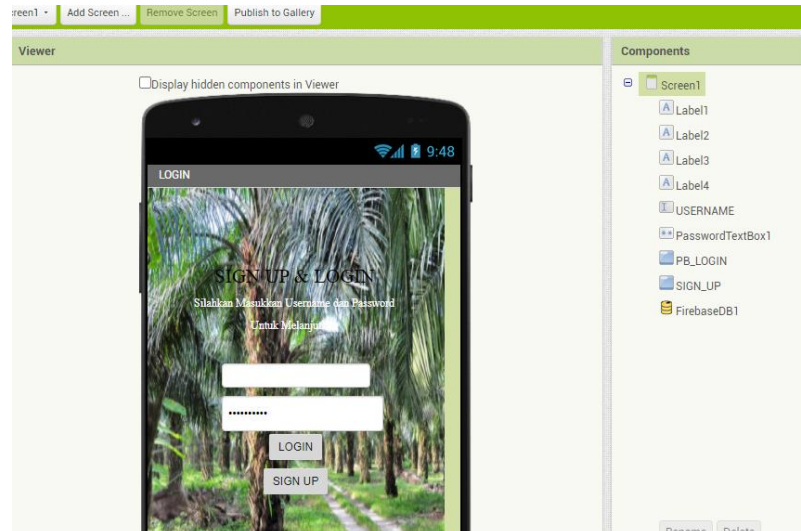 Add Screen ...
Remove Screen
Publish to Gallery
Viewer
Display hidden components in Viewer
9:48
LOGIN
SIGN UP & LOGIN
Silahkan Masukkan Username dan Password
Untuk
LOGIN
SIGN UP
Components
Screen1
Label1
Label2
Label3
Label4
USERNAME
PasswordTextBox1
PB_LOGIN
SIGN_UP
FirebaseDB1
Rename
Delete